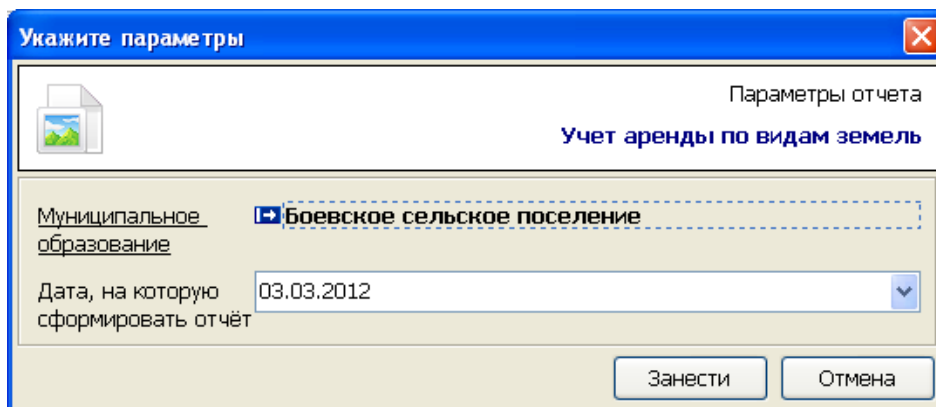 Укажите параметры
Параметры отчета
Учет аренды по видам земель
Муниципальное
образование
Боевское сельское поселение
Дата, на которую
сформировать отчёт
03.03.2012
Занести
Отмена